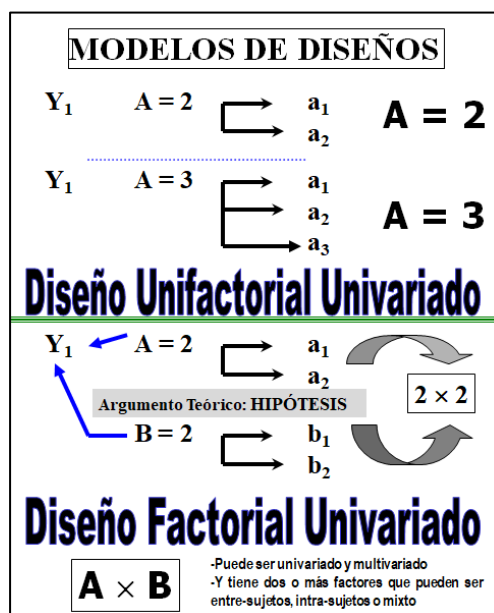 MODELOS DE DISEÑOS
Y₁ A = 2 a₁ A = 2
a₂
Y₁ A = 3 a₁
a₂ A = 3
a₃
Diseño Unifactorial Univariado
Y₁ A = 2 a₁
a₂ 2 × 2
Argumento Teórico: HIPÓTESIS
B = 2 b₁
b₂
Diseño Factorial Univariado
A × B
-Puede ser univariado y multivariado
-Y tiene dos o más factores que pueden ser
entre-sujetos, intra-sujetos o mixto